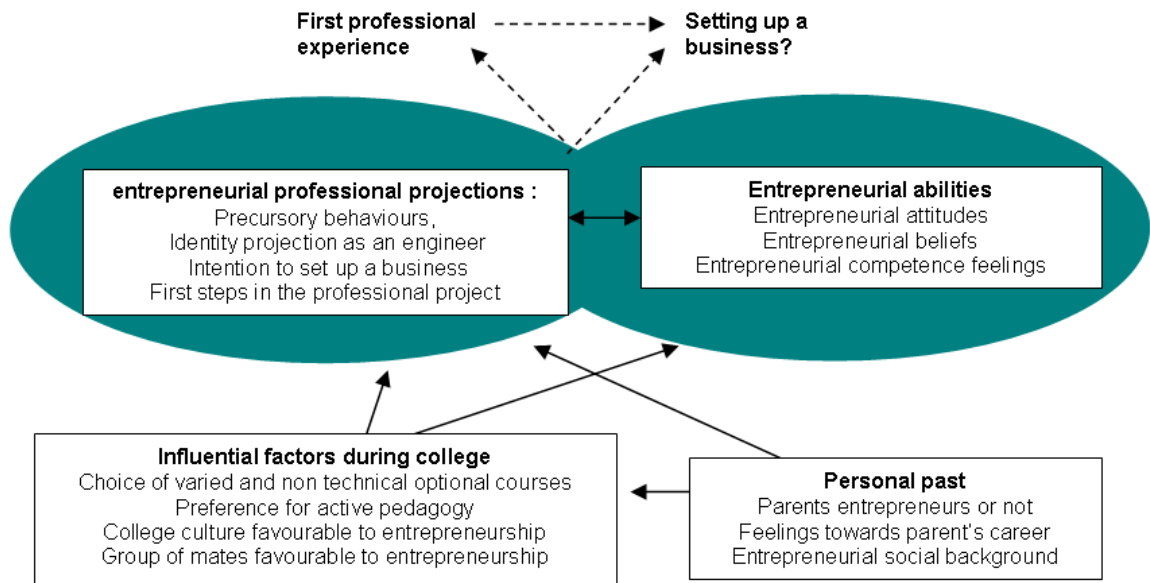 First professional
experience
Setting up a
business?
entrepreneurial professional projections :
Precursory behaviours,
Identity projection as an engineer
Intention to set up a business
First steps in the professional project
Entrepreneurial abilities
Entrepreneurial attitudes
Entrepreneurial beliefs
Entrepreneurial competence feelings
Influential factors during college
Choice of varied and non technical optional courses
Preference for active pedagogy
College culture favourable to entrepreneurship
Group of mates favourable to entrepreneurship
Personal past
Parents entrepreneurs or not
Feelings towards parent's career
Entrepreneurial social background